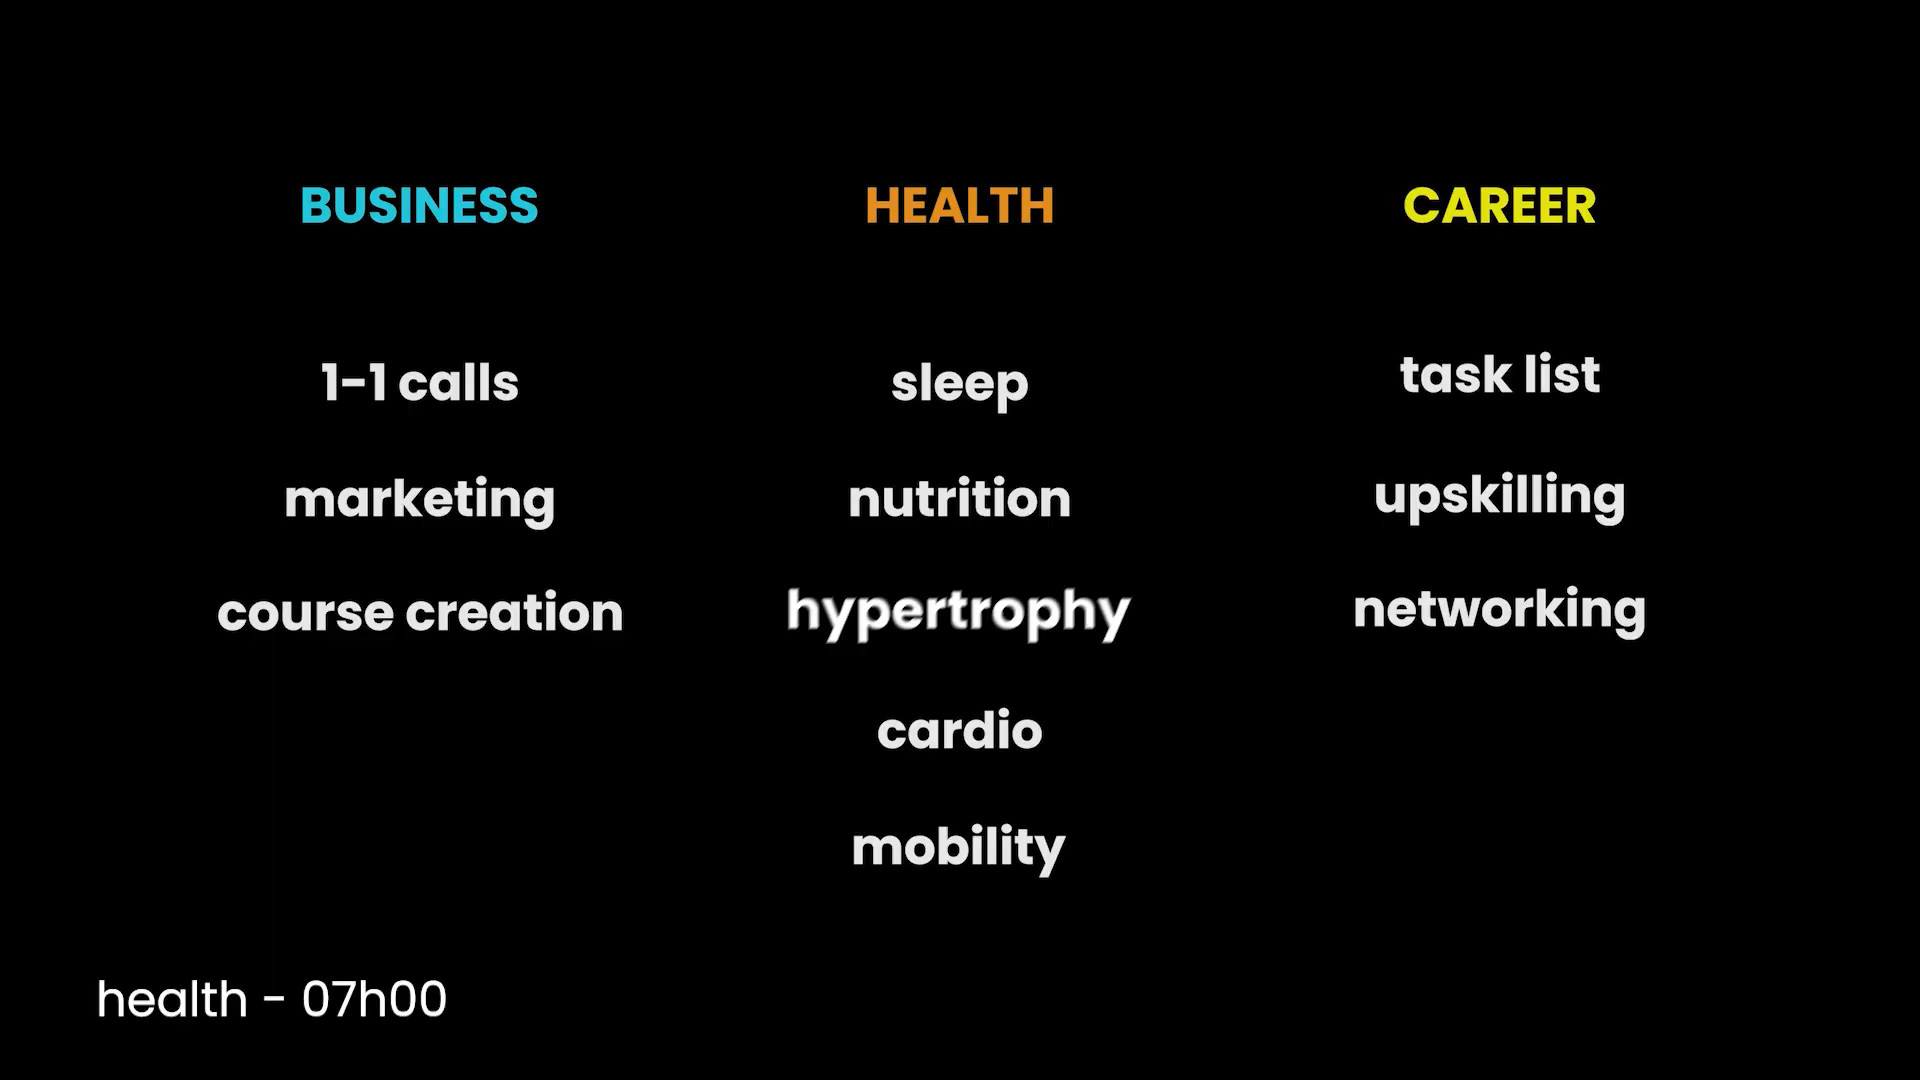 BUSINESS
1-1 calls
marketing
course creation
HEALTH
sleep
nutrition
hypertrophy
cardio
mobility
CAREER
task list
upskilling
networking
health - 07h00